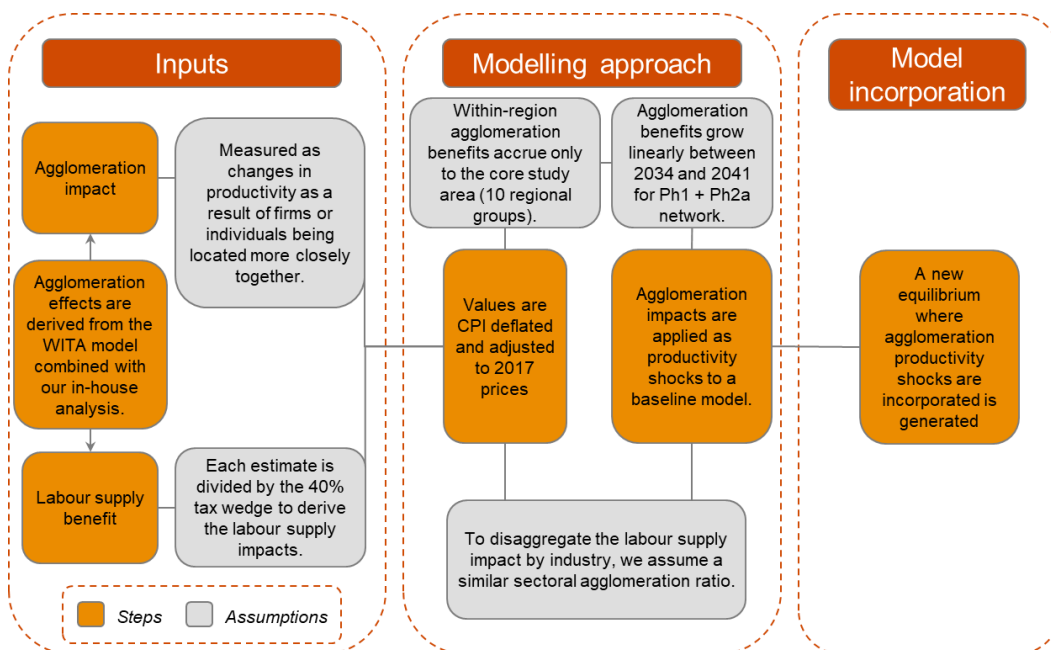 Inputs
Agglomeration
impact
Measured as
changes in
productivity as a
result of firms or
individuals being
located more closely
together.
Agglomeration
effects are
derived from the
WITA model
combined with
our in-house
analysis.
Labour supply
benefit
Each estimate is
divided by the 40%
tax wedge to derive
the labour supply
impacts.
Steps
Assumptions
Modelling approach
Within-region
agglomeration
benefits accrue only
to the core study
area (10 regional
groups).
Agglomeration
benefits grow
linearly between
2034 and 2041
for Ph1 + Ph2a
network.
Values are
CPI deflated
and adjusted
to 2017
prices
Agglomeration
impacts are
applied as
productivity
shocks to a
baseline model.
To disaggregate the labour supply
impact by industry, we assume a
similar sectoral agglomeration ratio.
Model
incorporation
A new
equilibrium
where
agglomeration
productivity
shocks are
incorporated is
generated